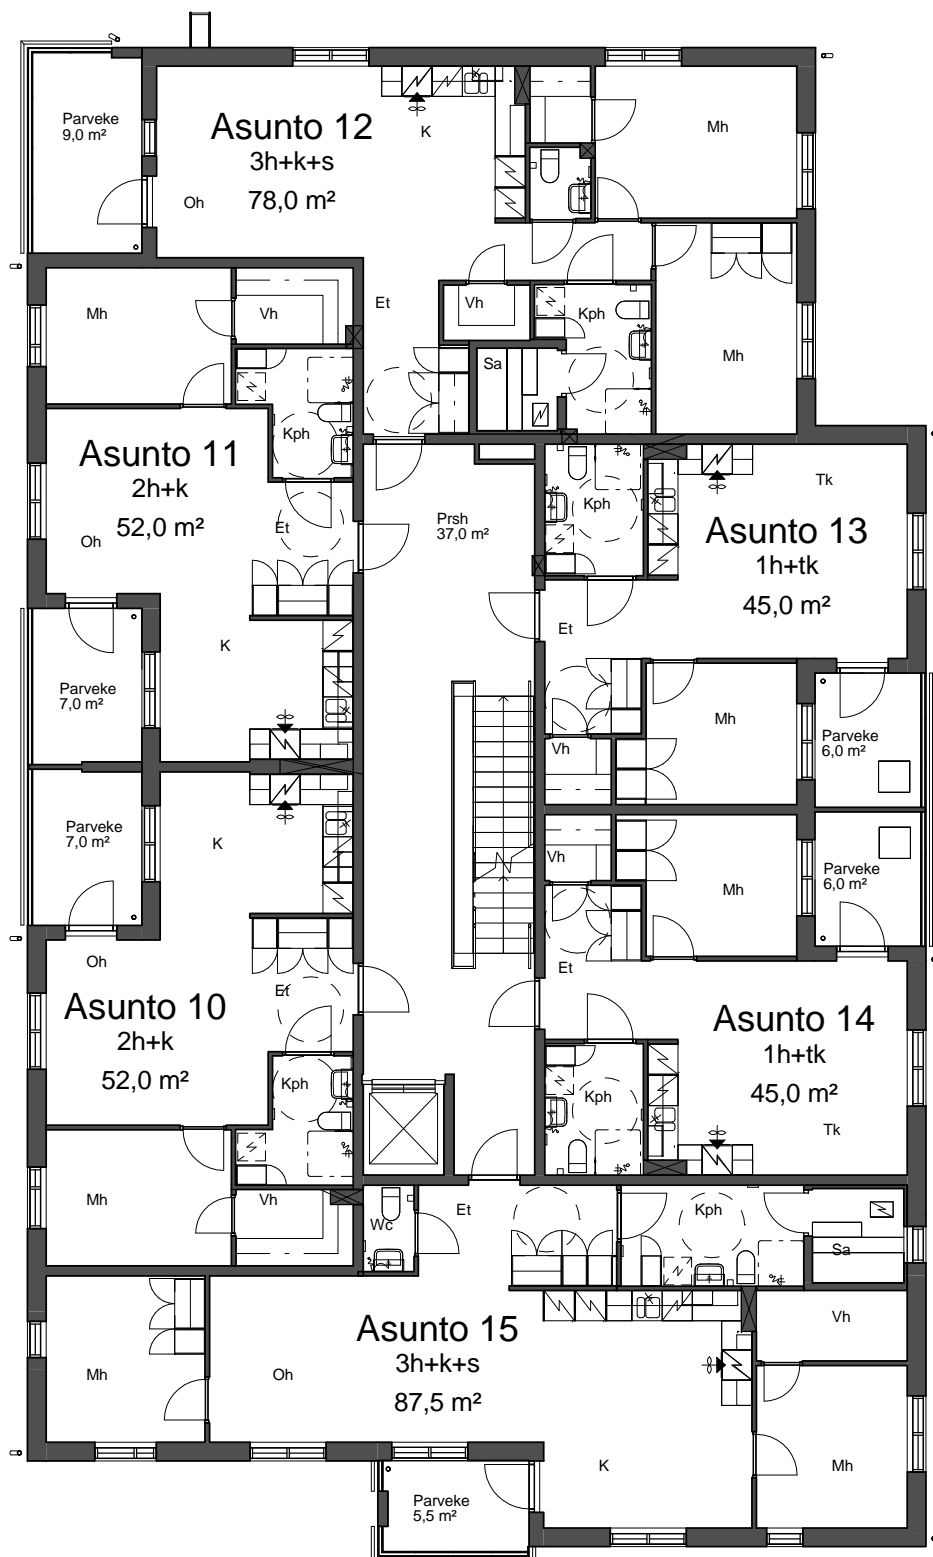 Parveke
9,0 m²
Asunto 12
3h+k+s
78,0 m²
K
Oh
Mh
Et
Vh
Kph
Mh
Sa
Mh
Vh
Kph
Asunto 11
2h+k
52,0 m²
Oh
Et
K
Parveke
7,0 m²
Prsh
37,0 m²
Kph
Tk
Asunto 13
1h+tk
45,0 m²
Et
Mh
Vh
Parveke
6,0 m²
Parveke
7,0 m²
K
Oh
Et
Asunto 10
2h+k
52,0 m²
Kph
Mh
Vh
Vh
Mh
Parveke
6,0 m²
Et
Asunto 14
1h+tk
45,0 m²
Kph
Tk
Wc
Et
Kph
Sa
Asunto 15
3h+k+s
87,5 m²
Vh
Mh
Oh
K
Mh
Parveke
5,5 m²